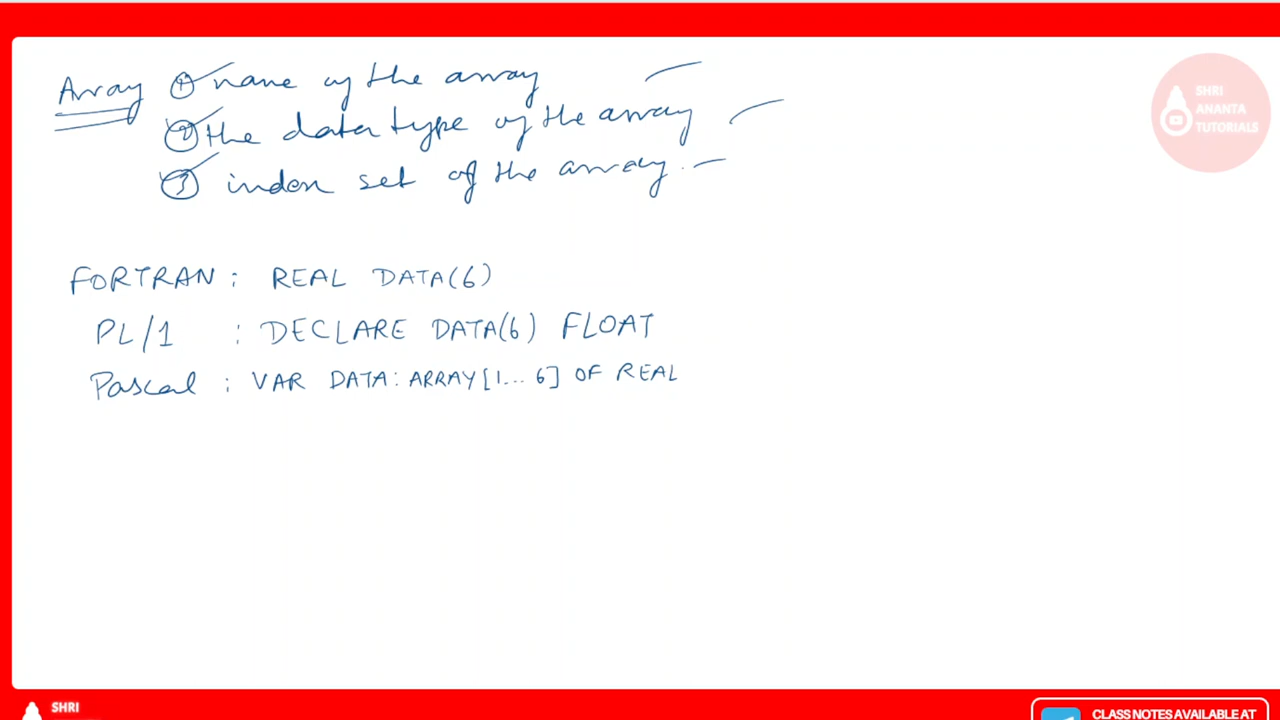 Array ① name of the array
② the data type of the array
③ index set of the array.
SHRI
ANANTA
TUTORIALS
FORTRAN : REAL DATA(6)
PL/1 : DECLARE DATA(6) FLOAT
Pascal : VAR DATA: ARRAY[1... 6] OF REAL
SHRI
CLASS NOTES AVAILABLE AT